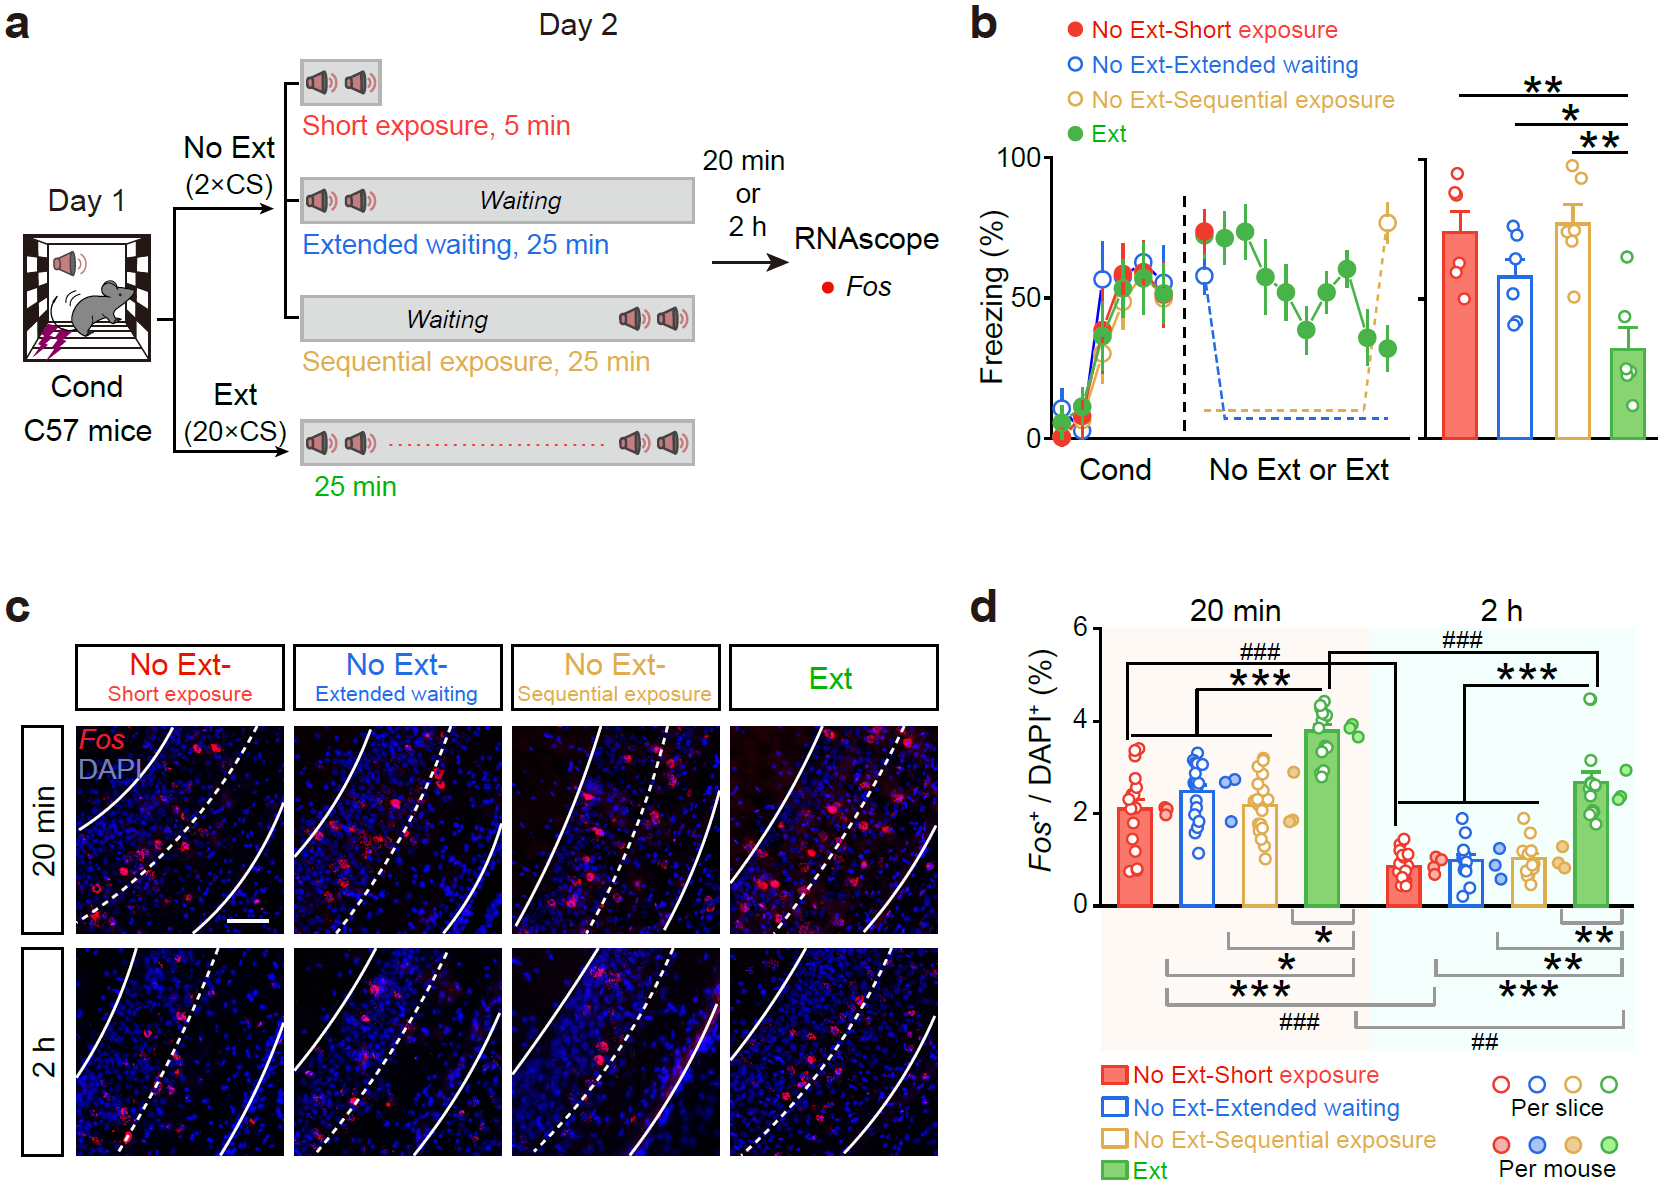 a
Day 2
Day 1
No Ext
(2×CS)
Short exposure, 5 min
Waiting
Extended waiting, 25 min
Waiting
Sequential exposure, 25 min
Cond
C57 mice
Ext
(20×CS)
25 min
20 min
or
2 h
RNAscope
Fos
b
No Ext-Short exposure
No Ext-Extended waiting
No Ext-Sequential exposure
Ext
**
*
**
Freezing (%)
100
50
0
Cond
No Ext or Ext
c
No Ext-
Short exposure
No Ext-
Extended waiting
No Ext-
Sequential exposure
Ext
20 min
Fos
DAPI
2 h
d
20 min
2 h
Fos+ / DAPI+ (%)
6
4
2
0
###
***
###
***
*
*
***
###
**
**
***
##
No Ext-Short exposure
No Ext-Extended waiting
No Ext-Sequential exposure
Ext
Per slice
Per mouse